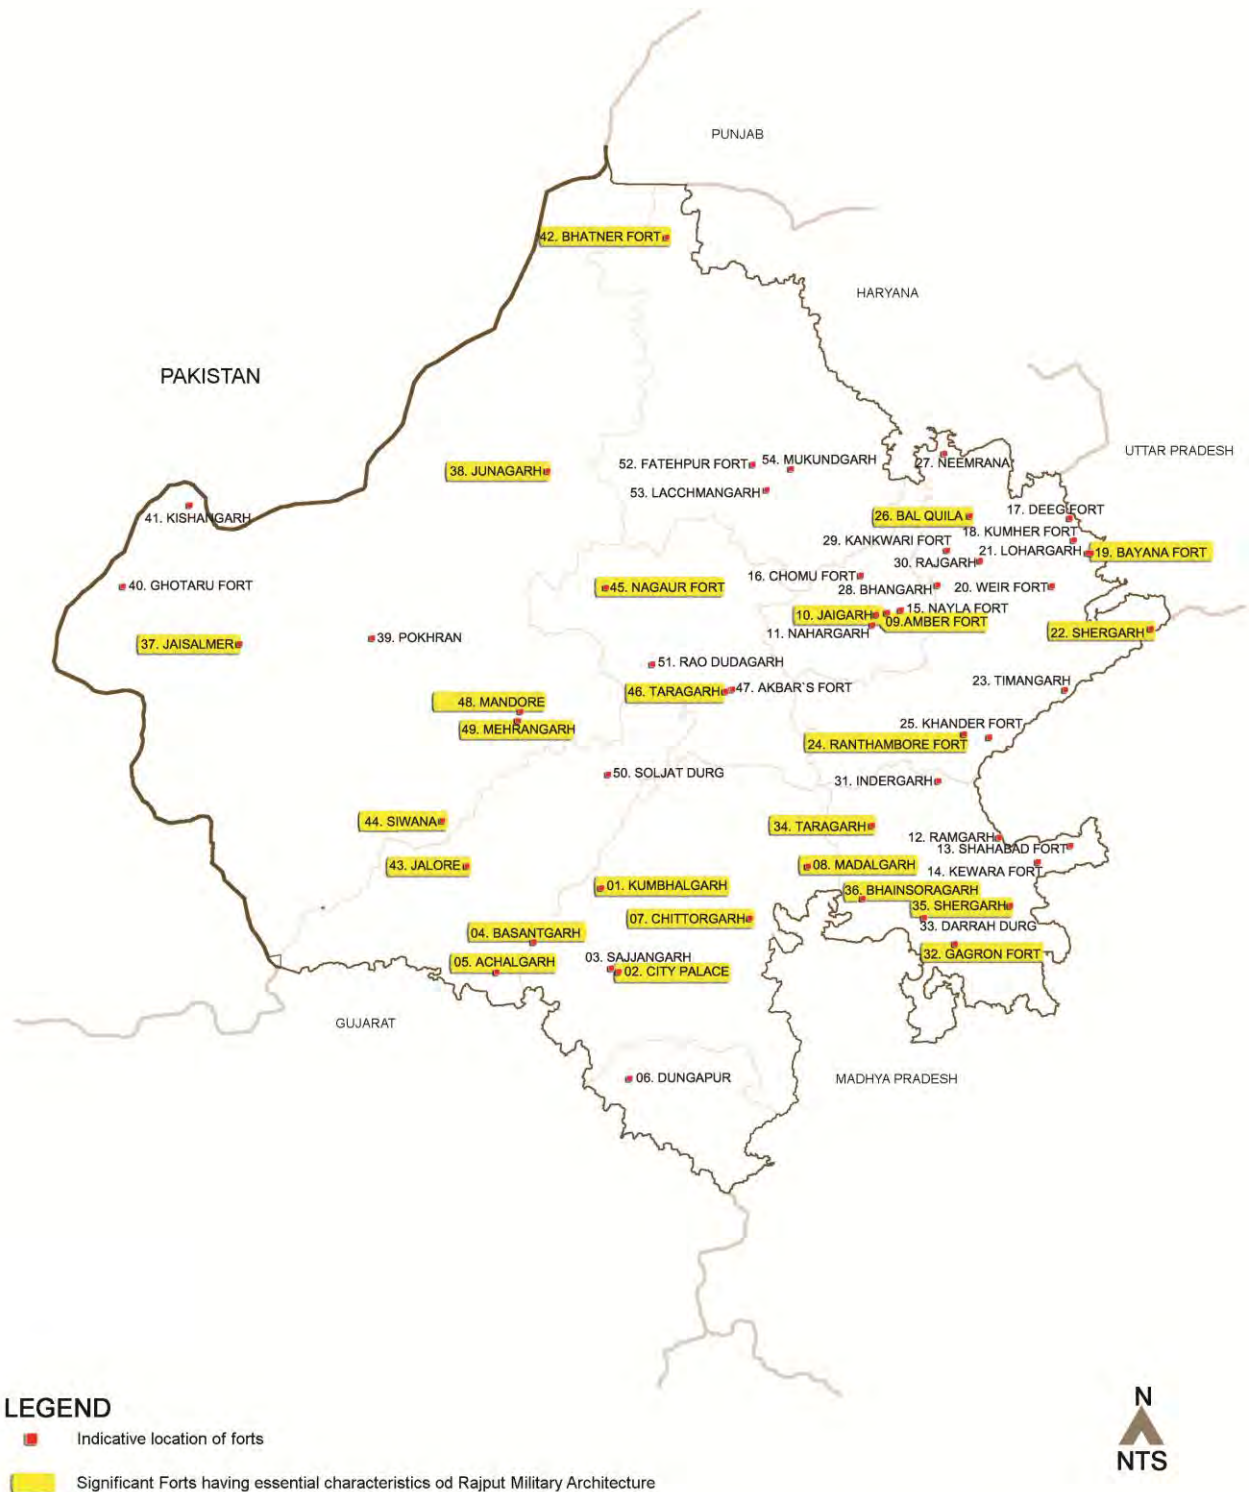 PUNJAB
42. BHATNER FORT
HARYANA
PAKISTAN
UTTAR PRADESH
38. JUNAGARH
52. FATEHPUR FORT
54. MUKUNDGARH
27. NEEMRANA
53. LACCHMANGARH
41. KISHANGARH
26. BAL QUILA
17. DEEG FORT
18. KUMHER FORT
29. KANKWARI FORT
21. LOHARGARH
19. BAYANA FORT
30. RAJGARH
16. CHOMU FORT
28. BHANGARH
20. WEIR FORT
40. GHOTARU FORT
45. NAGAUR FORT
15. NAYLA FORT
10. JAIGARH
09.AMBER FORT
11. NAHARGARH
22. SHERGARH
37. JAISALMER
39. POKHRAN
51. RAO DUDAGARH
23. TIMANGARH
46. TARAGARH
47. AKBAR`S FORT
48. MANDORE
49. MEHRANGARH
25. KHANDER FORT
24. RANTHAMBORE FORT
50. SOLJAT DURG
31. INDERGARH
44. SIWANA
34. TARAGARH
12. RAMGARH
13. SHAHABAD FORT
43. JALORE
08. MADALGARH
14. KEWARA FORT
01. KUMBHALGARH
36. BHAINSORAGARH
35. SHERGARH
07. CHITTORGARH
33. DARRAH DURG
04. BASANTGARH
32. GAGRON FORT
03. SAJJANGARH
05. ACHALGARH
02. CITY PALACE
GUJARAT
06. DUNGAPUR
MADHYA PRADESH
LEGEND
Indicative location of forts
Significant Forts having essential characteristics od Rajput Military Architecture
N
NTS